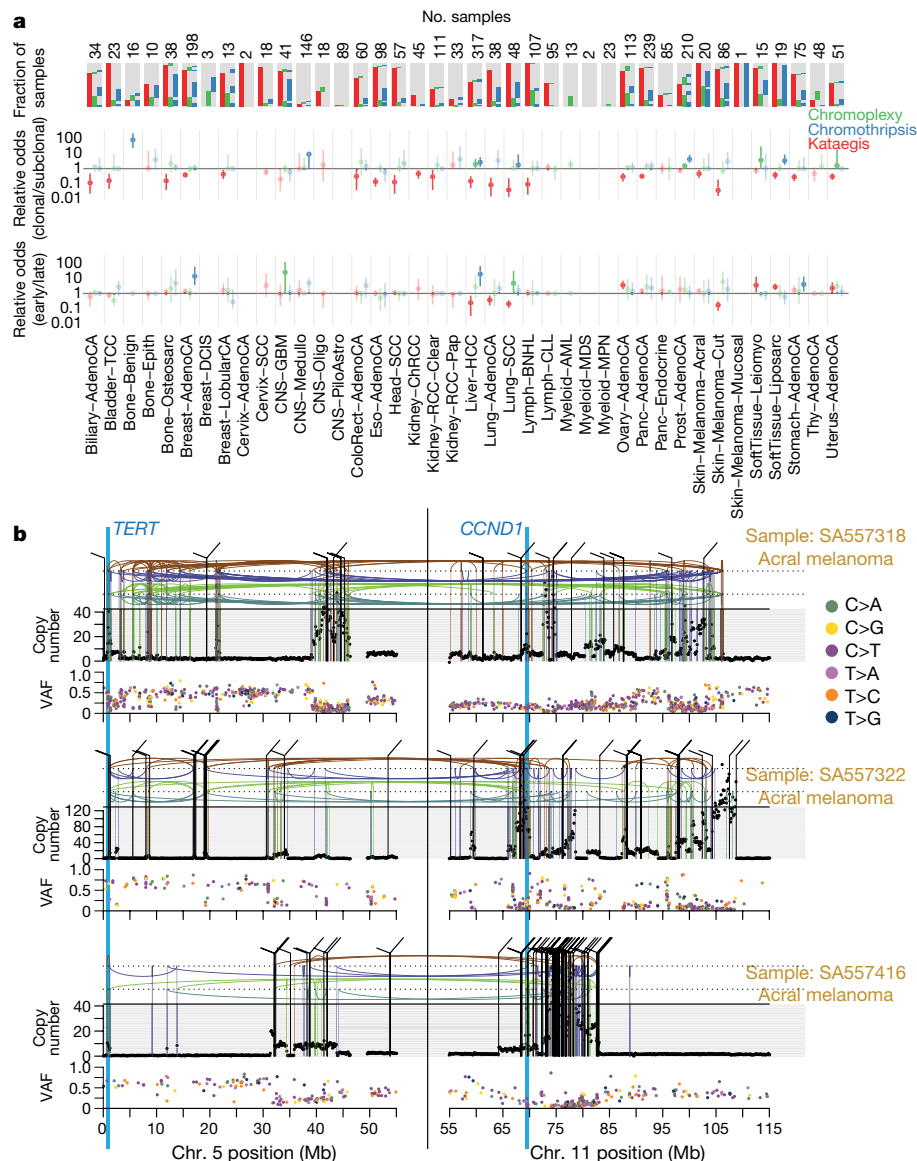 a
No. samples
34 23 16 10 38 198 3 13 2 18 41 146 18 89 60 98 57 45 111 33 317 38 48 107 95 13 2 23 113 239 85 210 20 86 1 15 19 75 48 51
Fraction of
samples
Chromoplexy
Chromothripsis
Kataegis
Relative odds
(clonal/subclonal)
100
10
1
0.1
0.01
Relative odds
(early/late)
100
10
1
0.1
0.01
Biliary–AdenoCA
Bladder–TCC
Bone–Benign
Bone–Epith
Bone–Osteosarc
Breast–AdenoCA
Breast–DCIS
Breast–LobularCA
Cervix–AdenoCA
Cervix–SCC
CNS–GBM
CNS–Medullo
CNS–Oligo
CNS–PiloAstro
ColoRect–AdenoCA
Eso–AdenoCA
Head–SCC
Kidney–ChRCC
Kidney–RCC–Clear
Kidney–RCC–Pap
Liver–HCC
Lung–AdenoCA
Lung–SCC
Lymph–BNHL
Lymph–CLL
Myeloid–AML
Myeloid–MDS
Myeloid–MPN
Ovary–AdenoCA
Panc–AdenoCA
Panc–Endocrine
Prost–AdenoCA
Skin–Melanoma–Acral
Skin–Melanoma–Cut
Skin–Melanoma–Mucosal
SoftTissue–Leiomyo
SoftTissue–Liposarc
Stomach–AdenoCA
Thy–AdenoCA
Uterus–AdenoCA
b
TERT
CCND1
Sample: SA557318
Acral melanoma
Copy
number
40
20
0
VAF
1.0
0.5
0
C>A
C>G
C>T
T>A
T>C
T>G
Sample: SA557322
Acral melanoma
Copy
number
120
80
40
0
VAF
1.0
0.5
0
Sample: SA557416
Acral melanoma
Copy
number
40
20
0
VAF
1.0
0.5
0
0 10 20 30 40 50 55 65 75 85 95 105 115
Chr. 5 position (Mb)
Chr. 11 position (Mb)